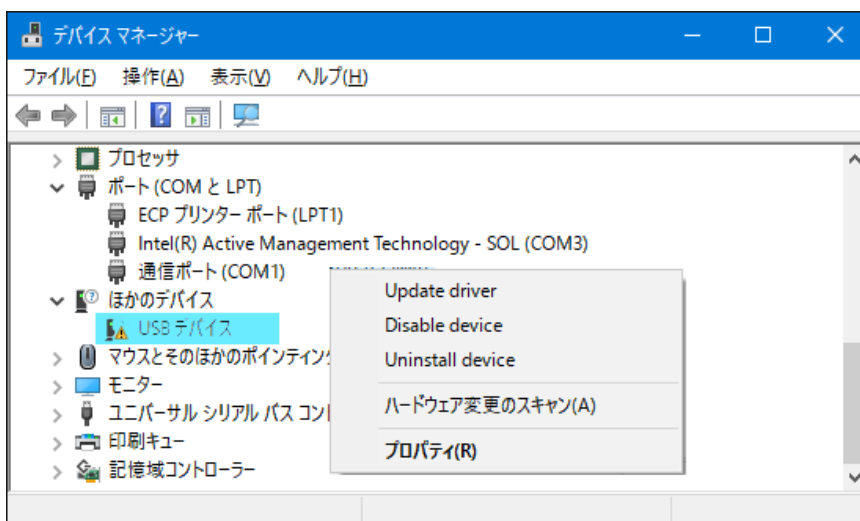 デバイス マネージャー
ファイル(F) 操作(A) 表示(V) ヘルプ(H)
プロセッサ
ポート (COM と LPT)
ECP プリンター ポート (LPT1)
Intel(R) Active Management Technology - SOL (COM3)
通信ポート (COM1)
ほかのデバイス
USB デバイス
マウスとそのほかのポインティン
モニター
ユニバーサル シリアル バス コン
印刷キュー
記憶域コントローラー
Update driver
Disable device
Uninstall device
ハードウェア変更のスキャン(A)
プロパティ(R)